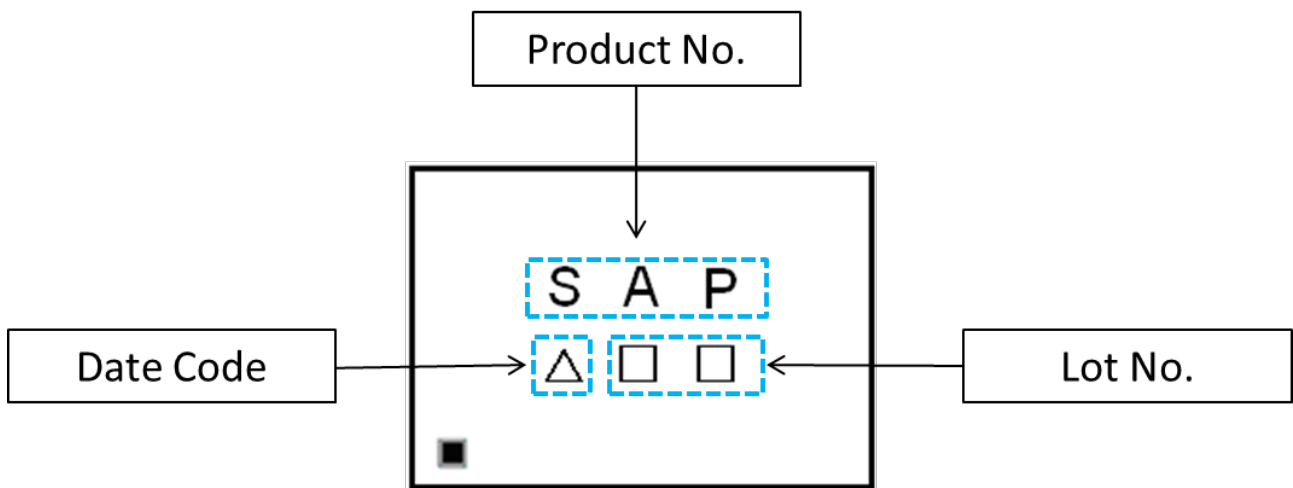 Product No.
S A P
Date Code
△ □ □
Lot No.